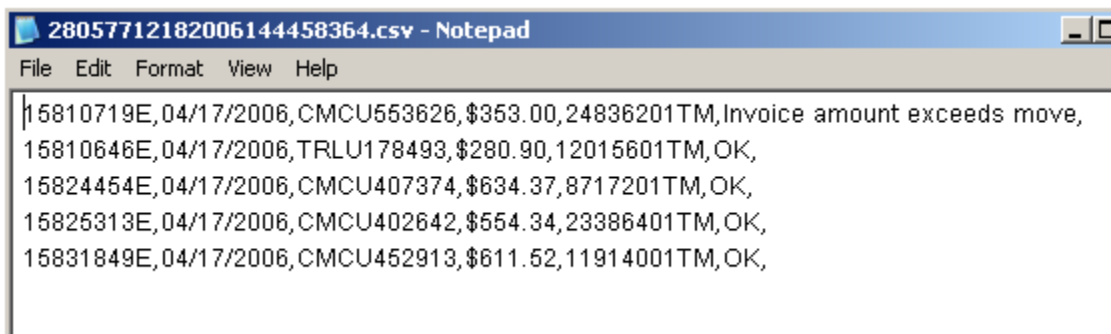 28057712182006144458364.csv - Notepad
File Edit Format View Help
15810719E,04/17/2006,CMCU553626,$353.00,24836201TM,Invoice amount exceeds move,
15810646E,04/17/2006,TRLU178493,$280.90,12015601TM,OK,
15824454E,04/17/2006,CMCU407374,$634.37,8717201TM,OK,
15825313E,04/17/2006,CMCU402642,$554.34,23386401TM,OK,
15831849E,04/17/2006,CMCU452913,$611.52,11914001TM,OK,